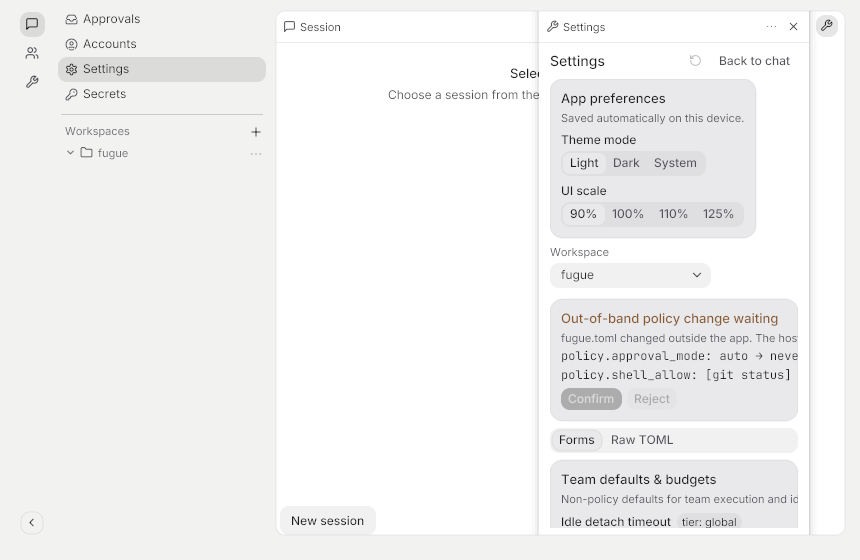 Approvals
Accounts
Settings
Secrets
Workspaces
fugue
Session
Choose a session from the
New session
Settings
Settings
Back to chat
App preferences
Saved automatically on this device.
Theme mode
Light Dark System
UI scale
90% 100% 110% 125%
Workspace
fugue
Out-of-band policy change waiting
fugue.toml changed outside the app. The
policy.approval_mode: auto → neve
policy.shell_allow: [git status]
Confirm Reject
Forms Raw TOML
Team defaults & budgets
Non-policy defaults for team execution and
Idle detach timeout tier: global